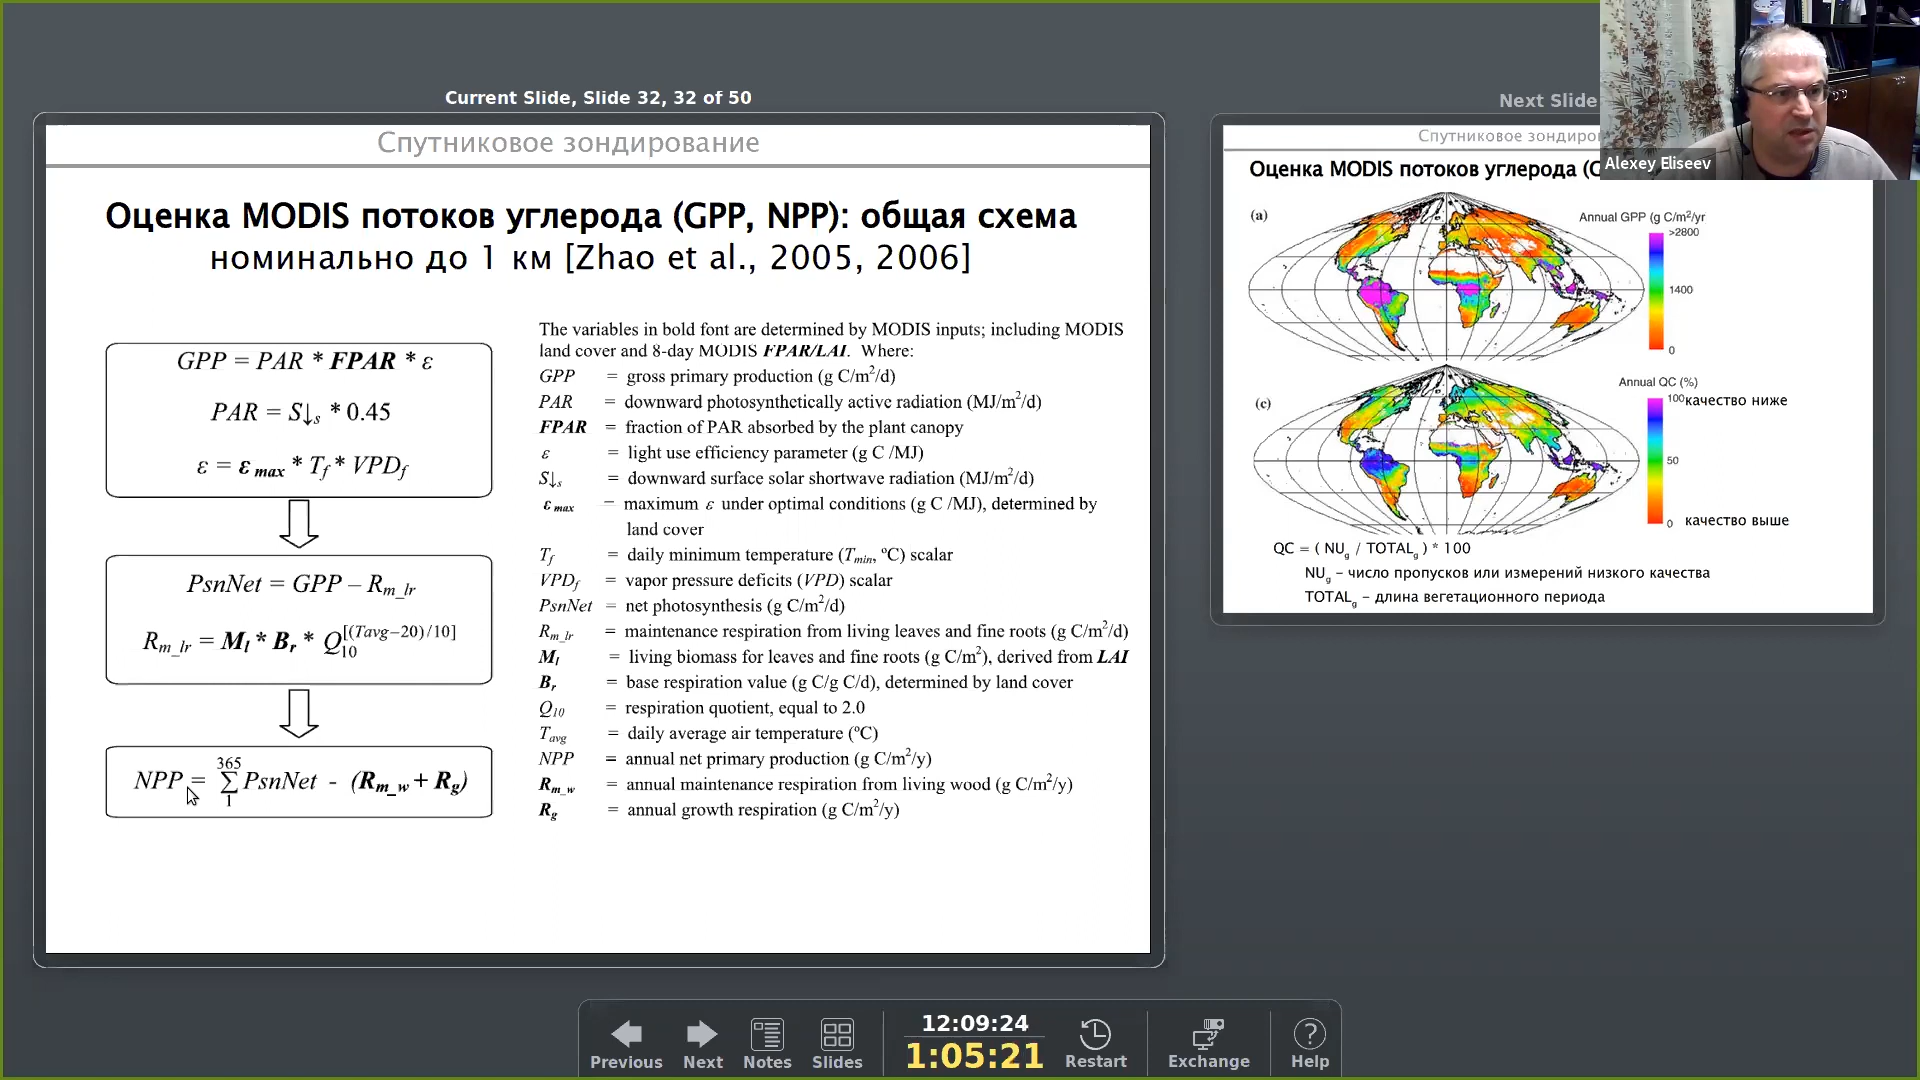 Current Slide, Slide 32, 32 of 50
Спутниковое зондирование
Оценка MODIS потоков углерода (GPP, NPP): общая схема
номинально до 1 км [Zhao et al., 2005, 2006]
GPP = PAR * FPAR * ε
PAR = S↓s * 0.45
ε = εmax * Tf * VPDf
PsnNet = GPP – Rm_lr
Rm_lr = Ml * Br * Q10^[(Tavg–20)/10]
365
NPP = ∑ PsnNet - (Rm_w + Rg)
1
The variables in bold font are determined by MODIS inputs; including MODIS
land cover and 8-day MODIS FPAR/LAI. Where:
GPP = gross primary production (g C/m²/d)
PAR = downward photosynthetically active radiation (MJ/m²/d)
FPAR = fraction of PAR absorbed by the plant canopy
ε = light use efficiency parameter (g C /MJ)
S↓s = downward surface solar shortwave radiation (MJ/m²/d)
εmax = maximum ε under optimal conditions (g C /MJ), determined by
land cover
Tf = daily minimum temperature (Tmin, ºC) scalar
VPDf = vapor pressure deficits (VPD) scalar
PsnNet = net photosynthesis (g C/m²/d)
Rm_lr = maintenance respiration from living leaves and fine roots (g C/m²/d)
Ml = living biomass for leaves and fine roots (g C/m²), derived from LAI
Br = base respiration value (g C/g C/d), determined by land cover
Q10 = respiration quotient, equal to 2.0
Tavg = daily average air temperature (ºC)
NPP = annual net primary production (g C/m²/y)
Rm_w = annual maintenance respiration from living wood (g C/m²/y)
Rg = annual growth respiration (g C/m²/y)
Next Slide
Спутниковое зондиро
Оценка MODIS потоков углерода (
Alexey Eliseev
(a)
Annual GPP (g C/m²/yr
>2800
1400
0
(c)
Annual QC (%)
100 качество ниже
50
0 качество выше
QC = ( NUg / TOTALg ) * 100
NUg – число пропусков или измерений низкого качества
TOTALg – длина вегетационного периода
Previous
Next
Notes
Slides
12:09:24
1:05:21
Restart
Exchange
Help